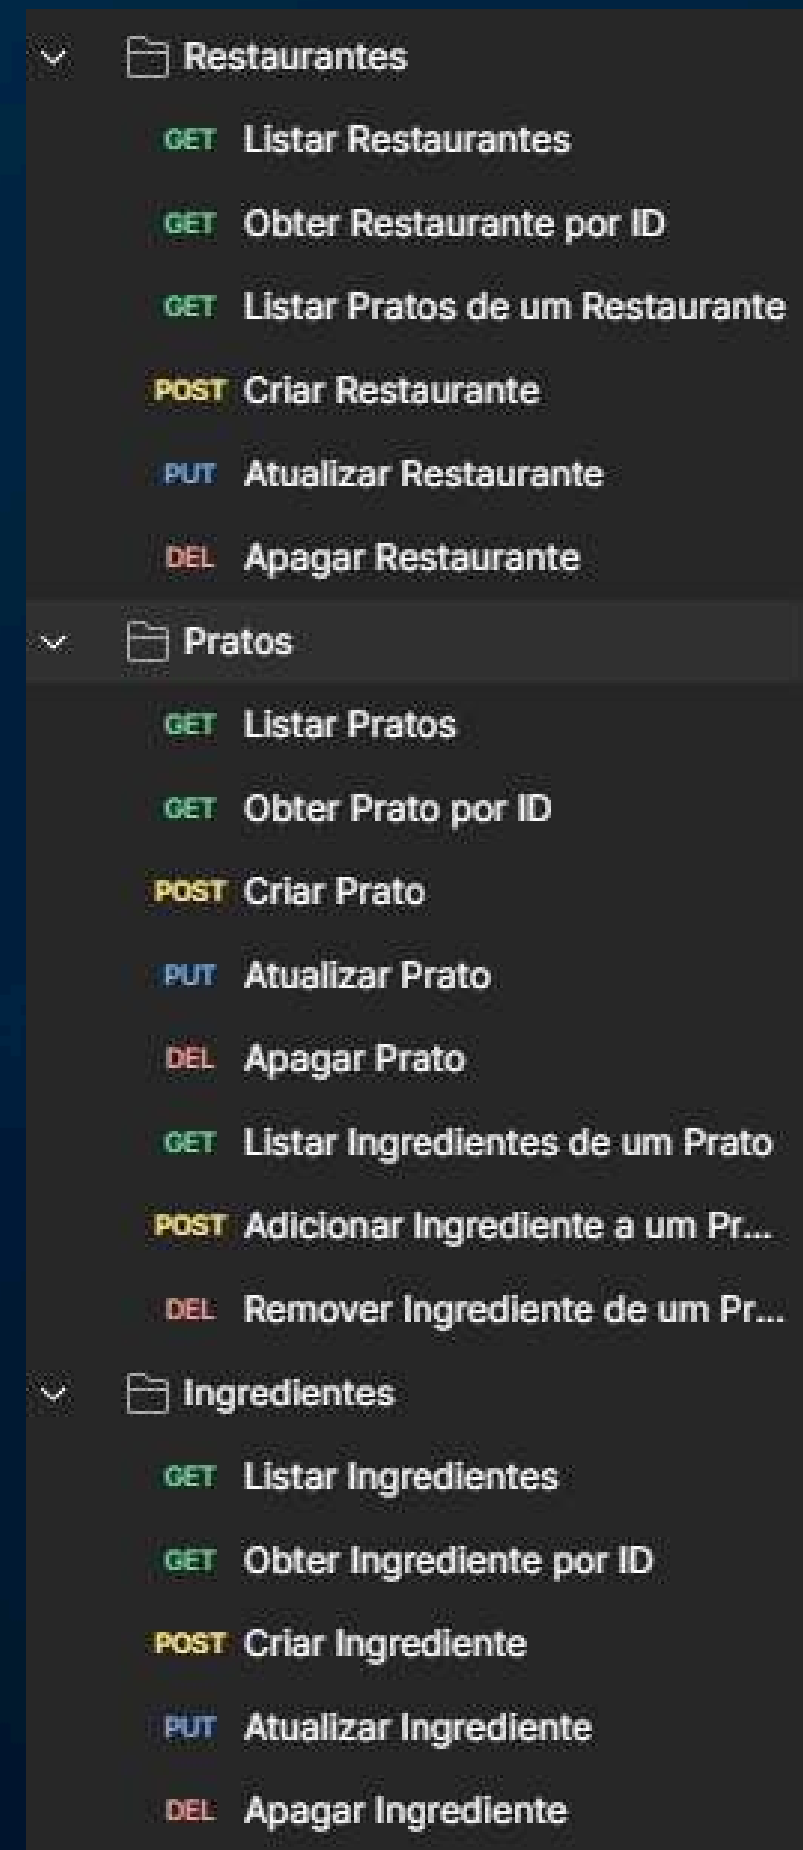 Restaurantes
GET Listar Restaurantes
GET Obter Restaurante por ID
GET Listar Pratos de um Restaurante
POST Criar Restaurante
PUT Atualizar Restaurante
DEL Apagar Restaurante
Pratos
GET Listar Pratos
GET Obter Prato por ID
POST Criar Prato
PUT Atualizar Prato
DEL Apagar Prato
GET Listar Ingredientes de um Prato
POST Adicionar Ingrediente a um Pr...
DEL Remover Ingrediente de um Pr...
Ingredientes
GET Listar Ingredientes
GET Obter Ingrediente por ID
POST Criar Ingrediente
PUT Atualizar Ingrediente
DEL Apagar Ingrediente